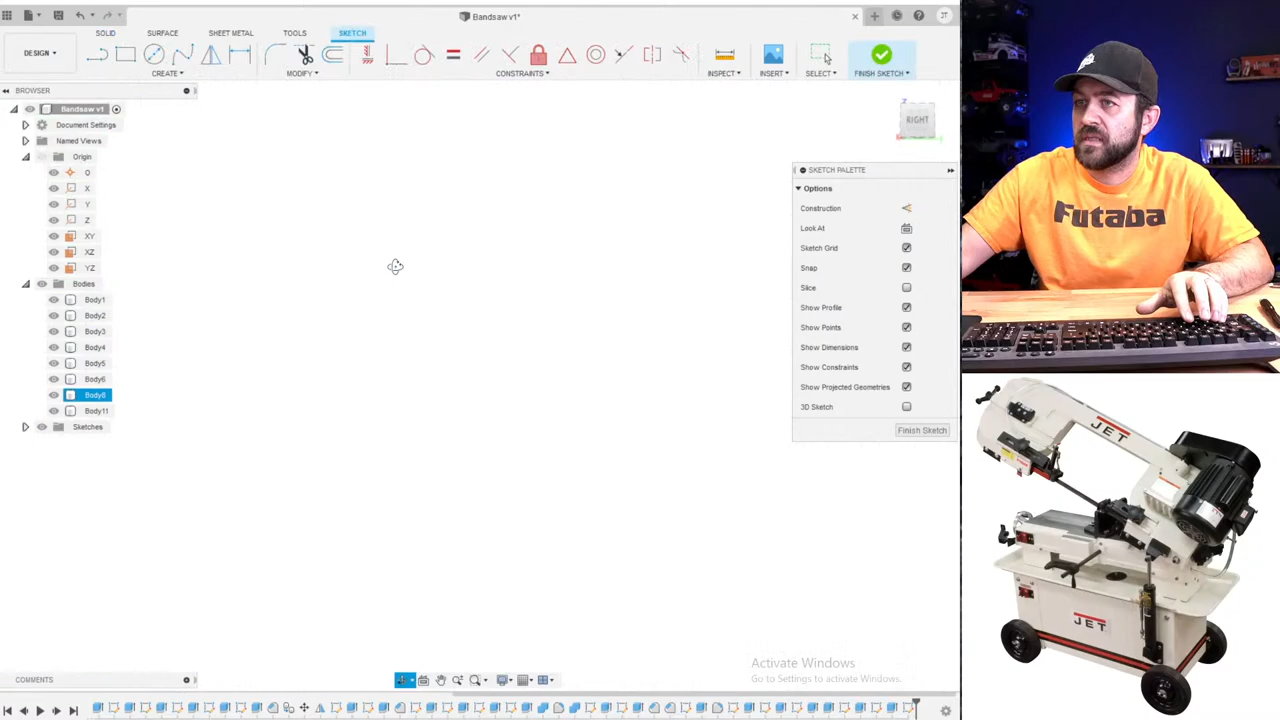 Bandsaw v1*
JT
DESIGN
SOLID
SURFACE
SHEET METAL
TOOLS
SKETCH
CREATE
MODIFY
CONSTRAINTS
INSPECT
INSERT
SELECT
FINISH SKETCH
BROWSER
Bandsaw v1
Document Settings
Named Views
Origin
O
X
Y
Z
XY
XZ
YZ
Bodies
Body1
Body2
Body3
Body4
Body5
Body6
Body8
Body11
Sketches
Z
RIGHT
SKETCH PALETTE
Options
Construction
Look At
Sketch Grid
Snap
Slice
Show Profile
Show Points
Show Dimensions
Show Constraints
Show Projected Geometries
3D Sketch
Finish Sketch
Activate Windows
Go to Settings to activate Windows.
COMMENTS
Futaba
JET
JET